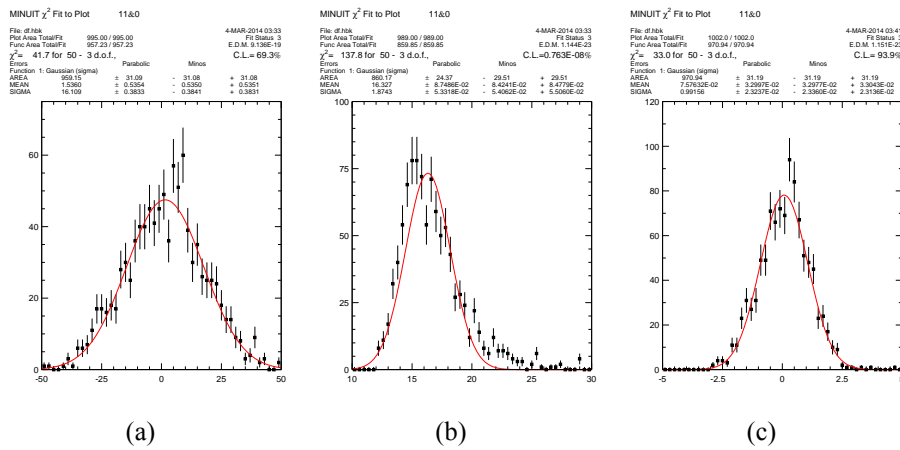 MINUIT χ² Fit to Plot 11&0
File: df.hbk 4-MAR-2014 03:33
Plot Area Total/Fit 995.00 / 995.00 Fit Status 3
Func Area Total/Fit 957.23 / 957.23 E.D.M. 9.136E-19
χ²= 41.7 for 50 - 3 d.o.f., C.L.= 69.3%
Errors Parabolic Minos
Function 1: Gaussian (sigma)
AREA 959.15 ± 31.09 - 31.08 + 31.08
MEAN 1.5360 ± 0.5354 - 0.5350 + 0.5351
SIGMA 16.109 ± 0.3833 - 0.3841 + 0.3831
60
40
20
0
-50 -25 0 25 50
(a)
MINUIT χ² Fit to Plot 11&0
File: df.hbk 4-MAR-2014 03:33
Plot Area Total/Fit 989.00 / 989.00 Fit Status 3
Func Area Total/Fit 859.85 / 859.85 E.D.M. 1.144E-23
χ²= 137.8 for 50 - 3 d.o.f., C.L.=0.763E-08%
Errors Parabolic Minos
Function 1: Gaussian (sigma)
AREA 860.17 ± 24.37 - 29.51 + 29.51
MEAN 16.327 ± 8.7486E-02 - 8.4241E-02 + 8.4779E-02
SIGMA 1.8743 ± 5.3318E-02 - 5.4062E-02 + 5.5060E-02
100
75
50
25
0
10 15 20 25 30
(b)
MINUIT χ² Fit to Plot 11&0
File: df.hbk 4-MAR-2014 03:41
Plot Area Total/Fit 1002.0 / 1002.0 Fit Status
Func Area Total/Fit 970.94 / 970.94 E.D.M. 1.151E-23
χ²= 33.0 for 50 - 3 d.o.f., C.L.= 93.9%
Errors Parabolic Minos
Function 1: Gaussian (sigma)
AREA 970.94 ± 31.19 - 31.19 + 31.19
MEAN 7.57632E-02 ± 3.2997E-02 - 3.2977E-02 + 3.3043E-02
SIGMA 0.99156 ± 2.3237E-02 - 2.3360E-02 + 2.3136E-02
120
100
80
60
40
20
0
-5 -2.5 0 2.5
(c)